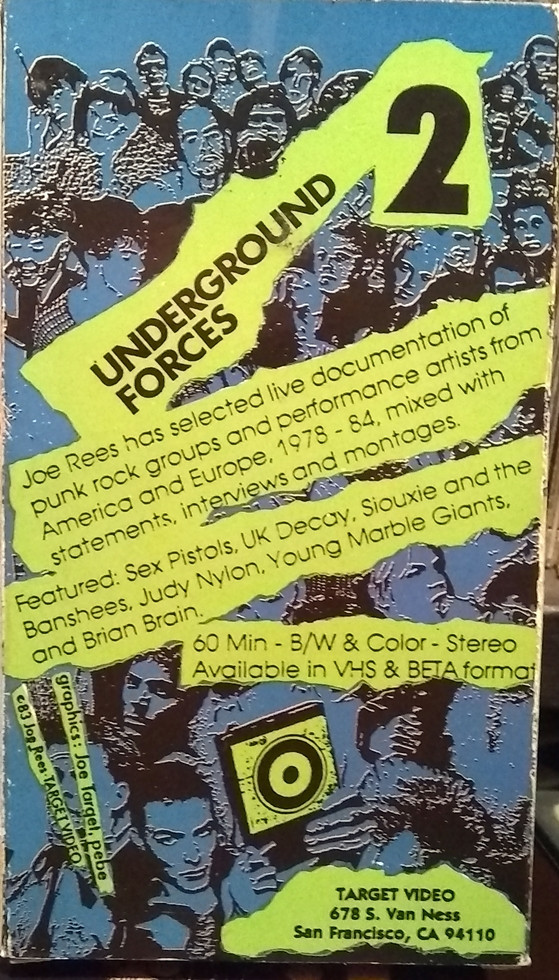 2
UNDERGROUND
FORCES
Joe Rees has selected live documentation of
punk rock groups and performance artists from
America and Europe, 1978 - 84, mixed with
statements, interviews and montages.
Featured: Sex Pistols, UK Decay, Siouxie and the
Banshees, Judy Nylon, Young Marble Giants,
and Brian Brain.
60 Min - B/W & Color - Stereo
Available in VHS & BETA format
graphics: Joe Target, pebe
c83 Joe Rees TARGET VIDEO
TARGET VIDEO
678 S. Van Ness
San Francisco, CA 94110